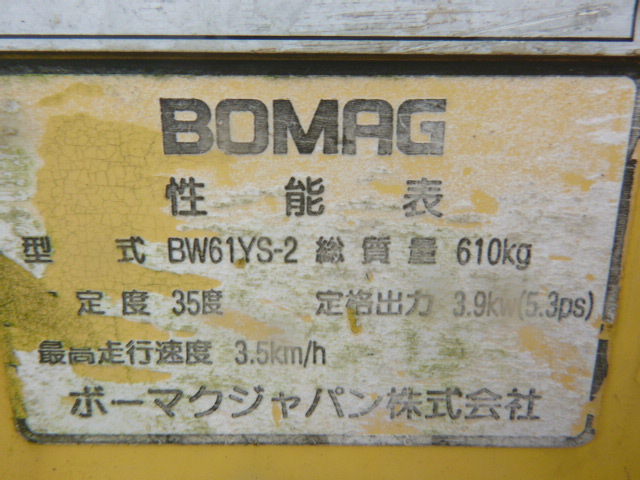 BOMAG
性能表
型式 BW61YS-2 総質量 610kg
定度 35度 定格出力 3.9kw(5.3ps)
最高走行速度 3.5km/h
ボーマクジャパン株式会社